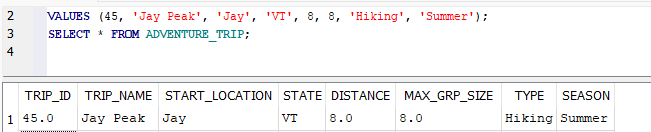 2 VALUES (45, 'Jay Peak', 'Jay', 'VT', 8, 8, 'Hiking', 'Summer');
3 SELECT * FROM ADVENTURE_TRIP;
4
TRIP_ID TRIP_NAME START_LOCATION STATE DISTANCE MAX_GRP_SIZE TYPE SEASON
1 45.0 Jay Peak Jay VT 8.0 8.0 Hiking Summer